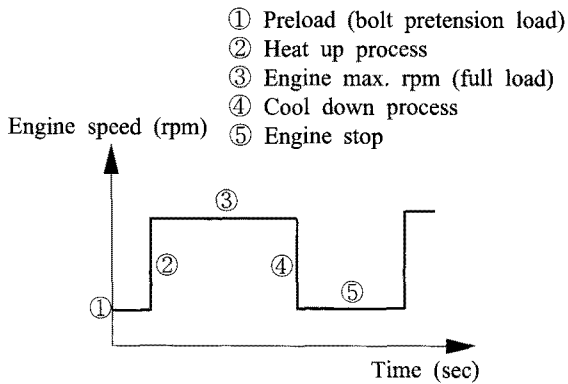 ① Preload (bolt pretension load)
② Heat up process
③ Engine max. rpm (full load)
④ Cool down process
⑤ Engine stop
Engine speed (rpm)
③
②
④
⑤
①
Time (sec)